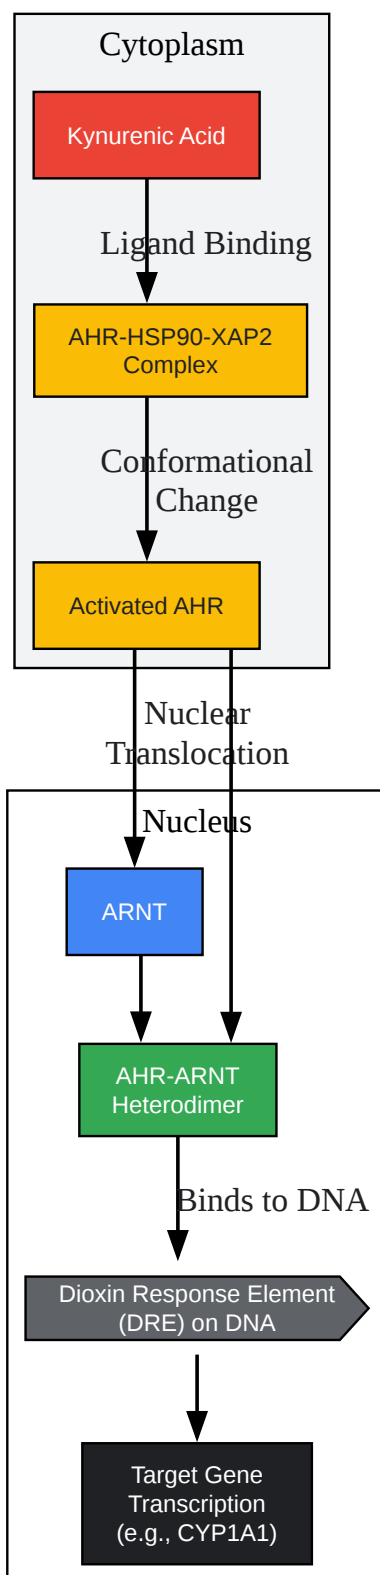 Cytoplasm
Kynurenic Acid
Ligand Binding
AHR-HSP90-XAP2
Complex
Conformational
Change
Activated AHR
Nuclear
Translocation
Nucleus
ARNT
AHR-ARNT
Heterodimer
Binds to DNA
Dioxin Response Element
(DRE) on DNA
Target Gene
Transcription
(e.g., CYP1A1)